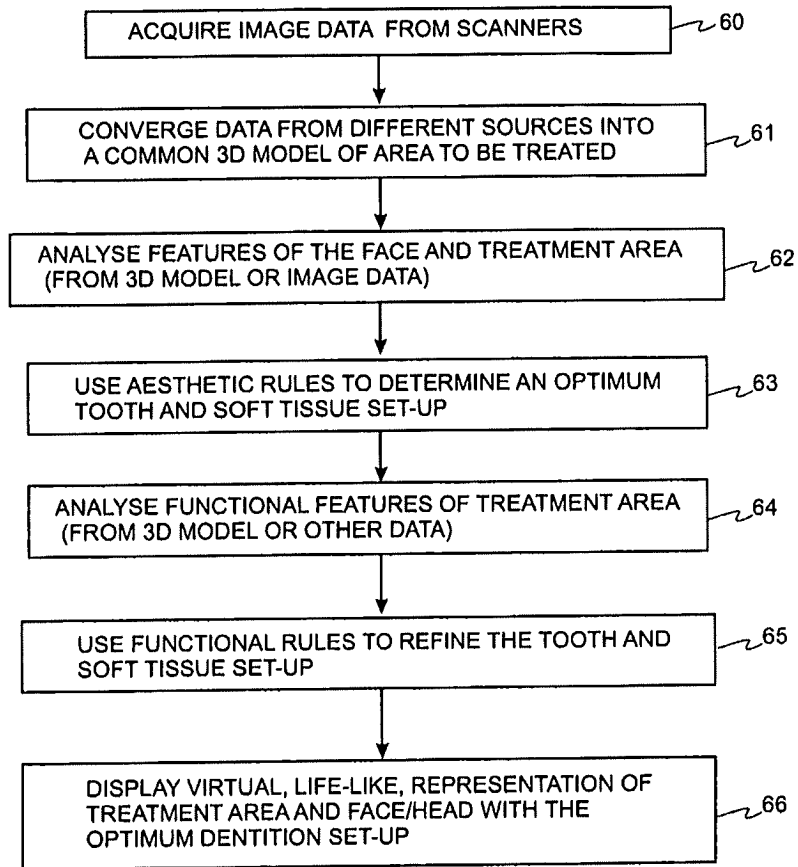 ACQUIRE IMAGE DATA FROM SCANNERS
60
CONVERGE DATA FROM DIFFERENT SOURCES INTO
A COMMON 3D MODEL OF AREA TO BE TREATED
61
ANALYSE FEATURES OF THE FACE AND TREATMENT AREA
(FROM 3D MODEL OR IMAGE DATA)
62
USE AESTHETIC RULES TO DETERMINE AN OPTIMUM
TOOTH AND SOFT TISSUE SET-UP
63
ANALYSE FUNCTIONAL FEATURES OF TREATMENT AREA
(FROM 3D MODEL OR OTHER DATA)
64
USE FUNCTIONAL RULES TO REFINE THE TOOTH AND
SOFT TISSUE SET-UP
65
DISPLAY VIRTUAL, LIFE-LIKE, REPRESENTATION OF
TREATMENT AREA AND FACE/HEAD WITH THE
OPTIMUM DENTITION SET-UP
66